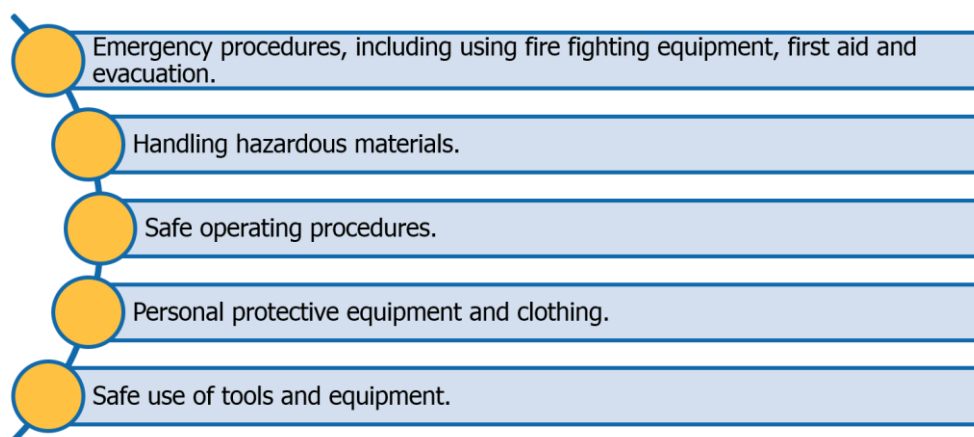 Emergency procedures, including using fire fighting equipment, first aid and
evacuation.
Handling hazardous materials.
Safe operating procedures.
Personal protective equipment and clothing.
Safe use of tools and equipment.